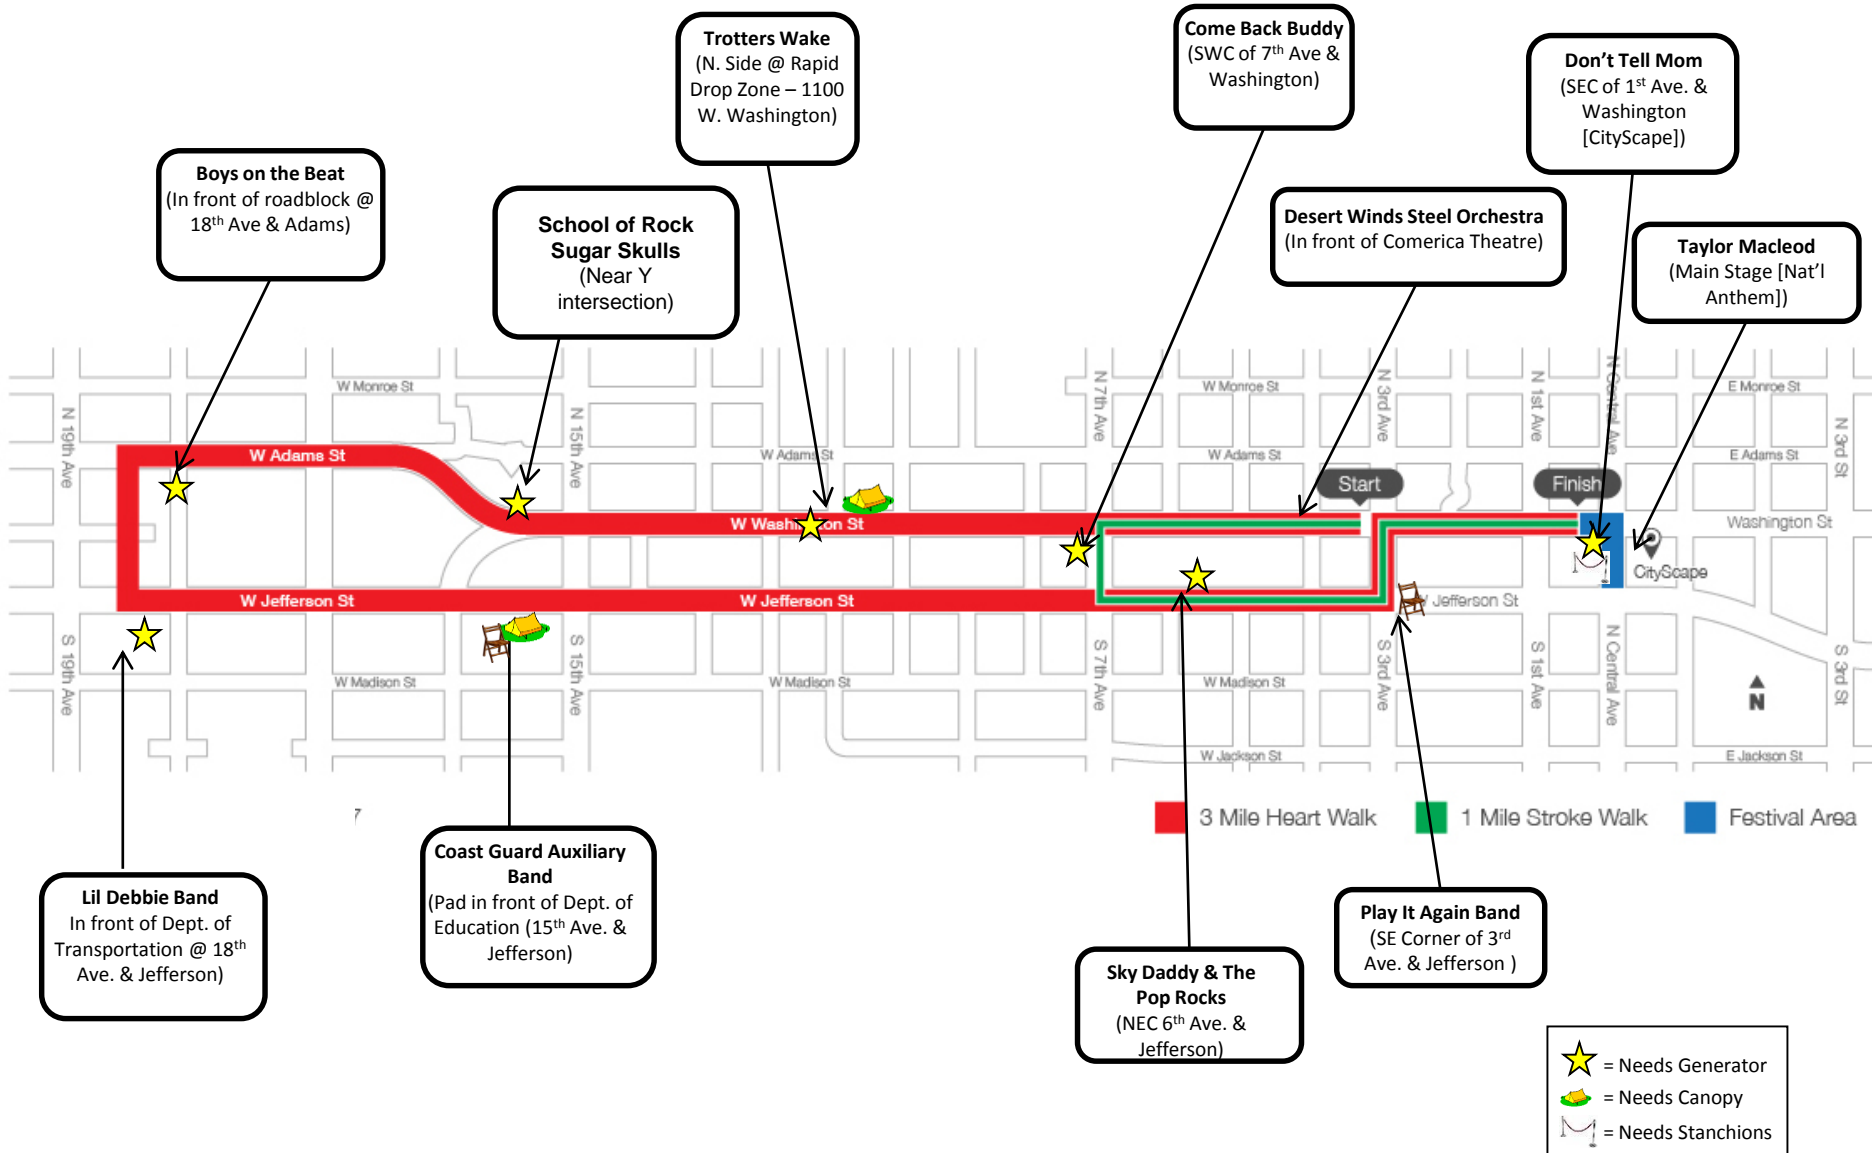 Trotters Wake
(N. Side @ Rapid
Drop Zone – 1100
W. Washington)
Come Back Buddy
(SWC of 7th Ave &
Washington)
Don't Tell Mom
(SEC of 1st Ave. &
Washington
[CityScape])
Boys on the Beat
(In front of roadblock @
18th Ave & Adams)
School of Rock
Sugar Skulls
(Near Y
intersection)
Desert Winds Steel Orchestra
(In front of Comerica Theatre)
Taylor Macleod
(Main Stage [Nat'l
Anthem])
W Monroe St
W Monroe St
E Monroe St
N 19th Ave
N 15th Ave
N 7th Ave
N 3rd Ave
N 1st Ave
N Central Ave
N 3rd St
W Adams St
W Adams St
W Adams St
E Adams St
Start
Finish
W Washington St
Washington St
CityScape
W Jefferson St
W Jefferson St
W Jefferson St
S 19th Ave
S 15th Ave
S 7th Ave
S 3rd Ave
S 1st Ave
N Central Ave
S 3rd St
W Madison St
W Madison St
W Madison St
N
W Jackson St
E Jackson St
3 Mile Heart Walk
1 Mile Stroke Walk
Festival Area
Lil Debbie Band
In front of Dept. of
Transportation @ 18th
Ave. & Jefferson)
Coast Guard Auxiliary
Band
(Pad in front of Dept. of
Education (15th Ave. &
Jefferson)
Sky Daddy & The
Pop Rocks
(NEC 6th Ave. &
Jefferson)
Play It Again Band
(SE Corner of 3rd
Ave. & Jefferson )
= Needs Generator
= Needs Canopy
= Needs Stanchions